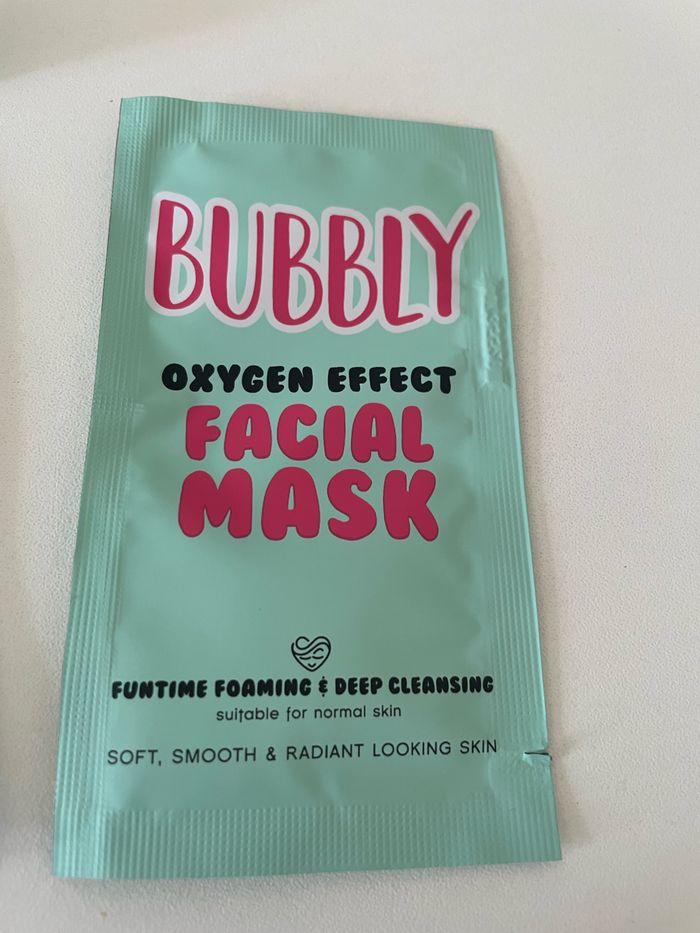 BUBBLY
OXYGEN EFFECT
FACIAL
MASK
FUNTIME FOAMING & DEEP CLEANSING
suitable for normal skin
SOFT, SMOOTH & RADIANT LOOKING SKIN